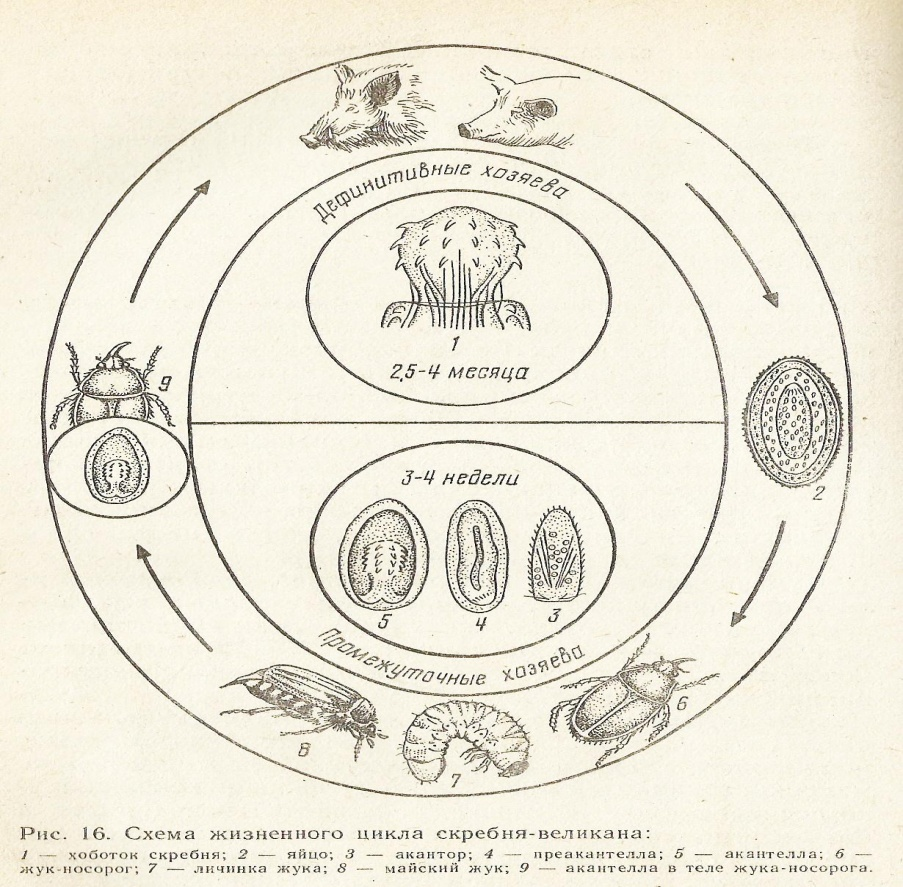 Дефинитивные хозяева
1
2,5-4 месяца
9
2
3-4 недели
5
4
3
Промежуточные хозяева
6
8
7
Рис. 16. Схема жизненного цикла скребня-великана:
1 — хоботок скребня; 2 — яйцо; 3 — акантор; 4 — преакантелла; 5 — акантелла; 6 —
жук-носорог; 7 — личинка жука; 8 — майский жук; 9 — акантелла в теле жука-носорога.